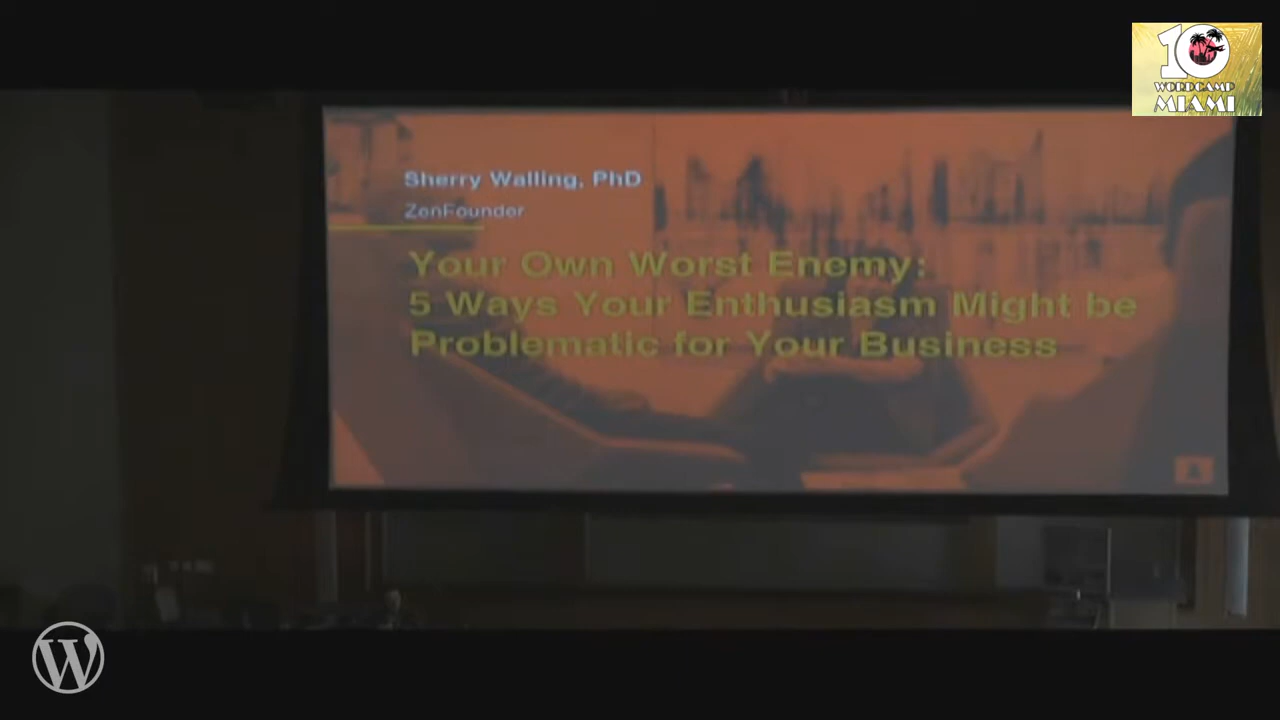 10
WORDCAMP
MIAMI
Sherry Walling, PhD
ZenFounder
Your Own Worst Enemy:
5 Ways Your Enthusiasm Might be
Problematic for Your Business
W